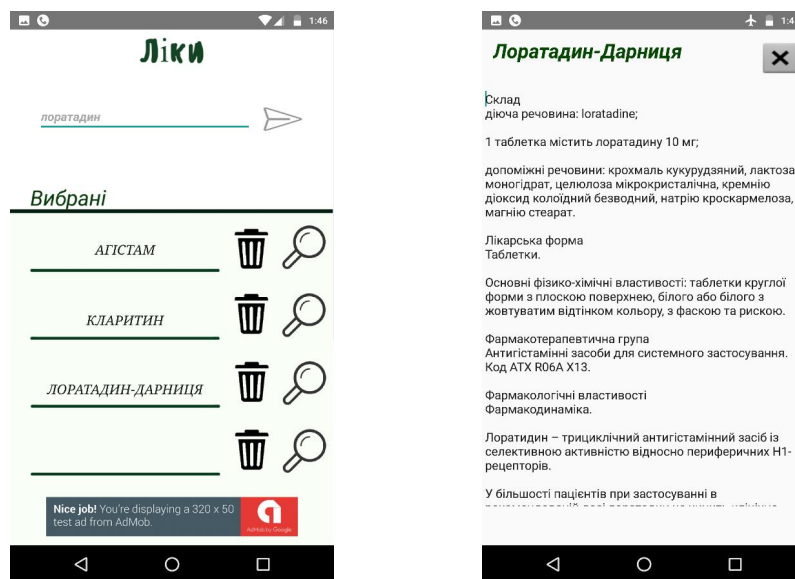 1:46
Ліки
лоратадин
Вибрані
АГІСТАМ
КЛАРИТИН
ЛОРАТАДИН-ДАРНИЦЯ
Nice job! You're displaying a 320 x 50
test ad from AdMob.
AdMob by Google
1:4
Лоратадин-Дарниця
Склад
діюча речовина: loratadine;
1 таблетка містить лоратадину 10 мг;
допоміжні речовини: крохмаль кукурудзяний, лактоза
моногідрат, целюлоза мікрокристалічна, кремнію
діоксид колоїдний безводний, натрію кроскармелоза,
магнію стеарат.
Лікарська форма
Таблетки.
Основні фізико-хімічні властивості: таблетки круглої
форми з плоскою поверхнею, білого або білого з
жовтуватим відтінком кольору, з фаскою та рискою.
Фармакотерапевтична група
Антигістамінні засоби для системного застосування.
Код АТХ R06A X13.
Фармакологічні властивості
Фармакодинаміка.
Лоратидин – трициклічний антигістамінний засіб із
селективною активністю відносно периферичних H1-
рецепторів.
У більшості пацієнтів при застосуванні в